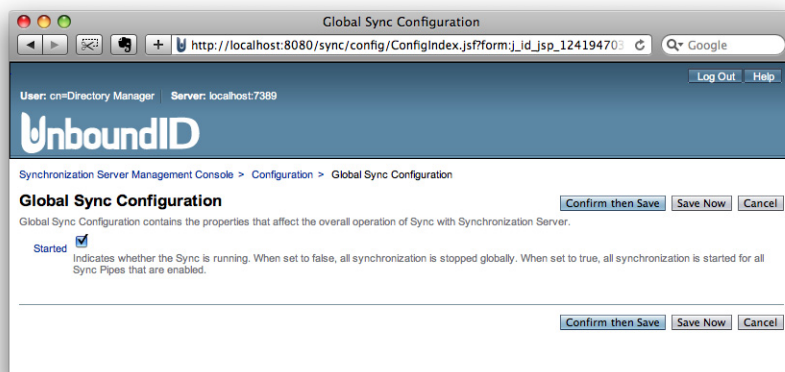 Global Sync Configuration
http://localhost:8080/sync/config/ConfigIndex.jsf?form:j_id_jsp_124194703
Google
Log Out Help
User: cn=Directory Manager Server: localhost:7389
UnboundID
Synchronization Server Management Console > Configuration > Global Sync Configuration
Global Sync Configuration
Confirm then Save Save Now Cancel
Global Sync Configuration contains the properties that affect the overall operation of Sync with Synchronization Server.
Started
Indicates whether the Sync is running. When set to false, all synchronization is stopped globally. When set to true, all synchronization is started for all
Sync Pipes that are enabled.
Confirm then Save Save Now Cancel